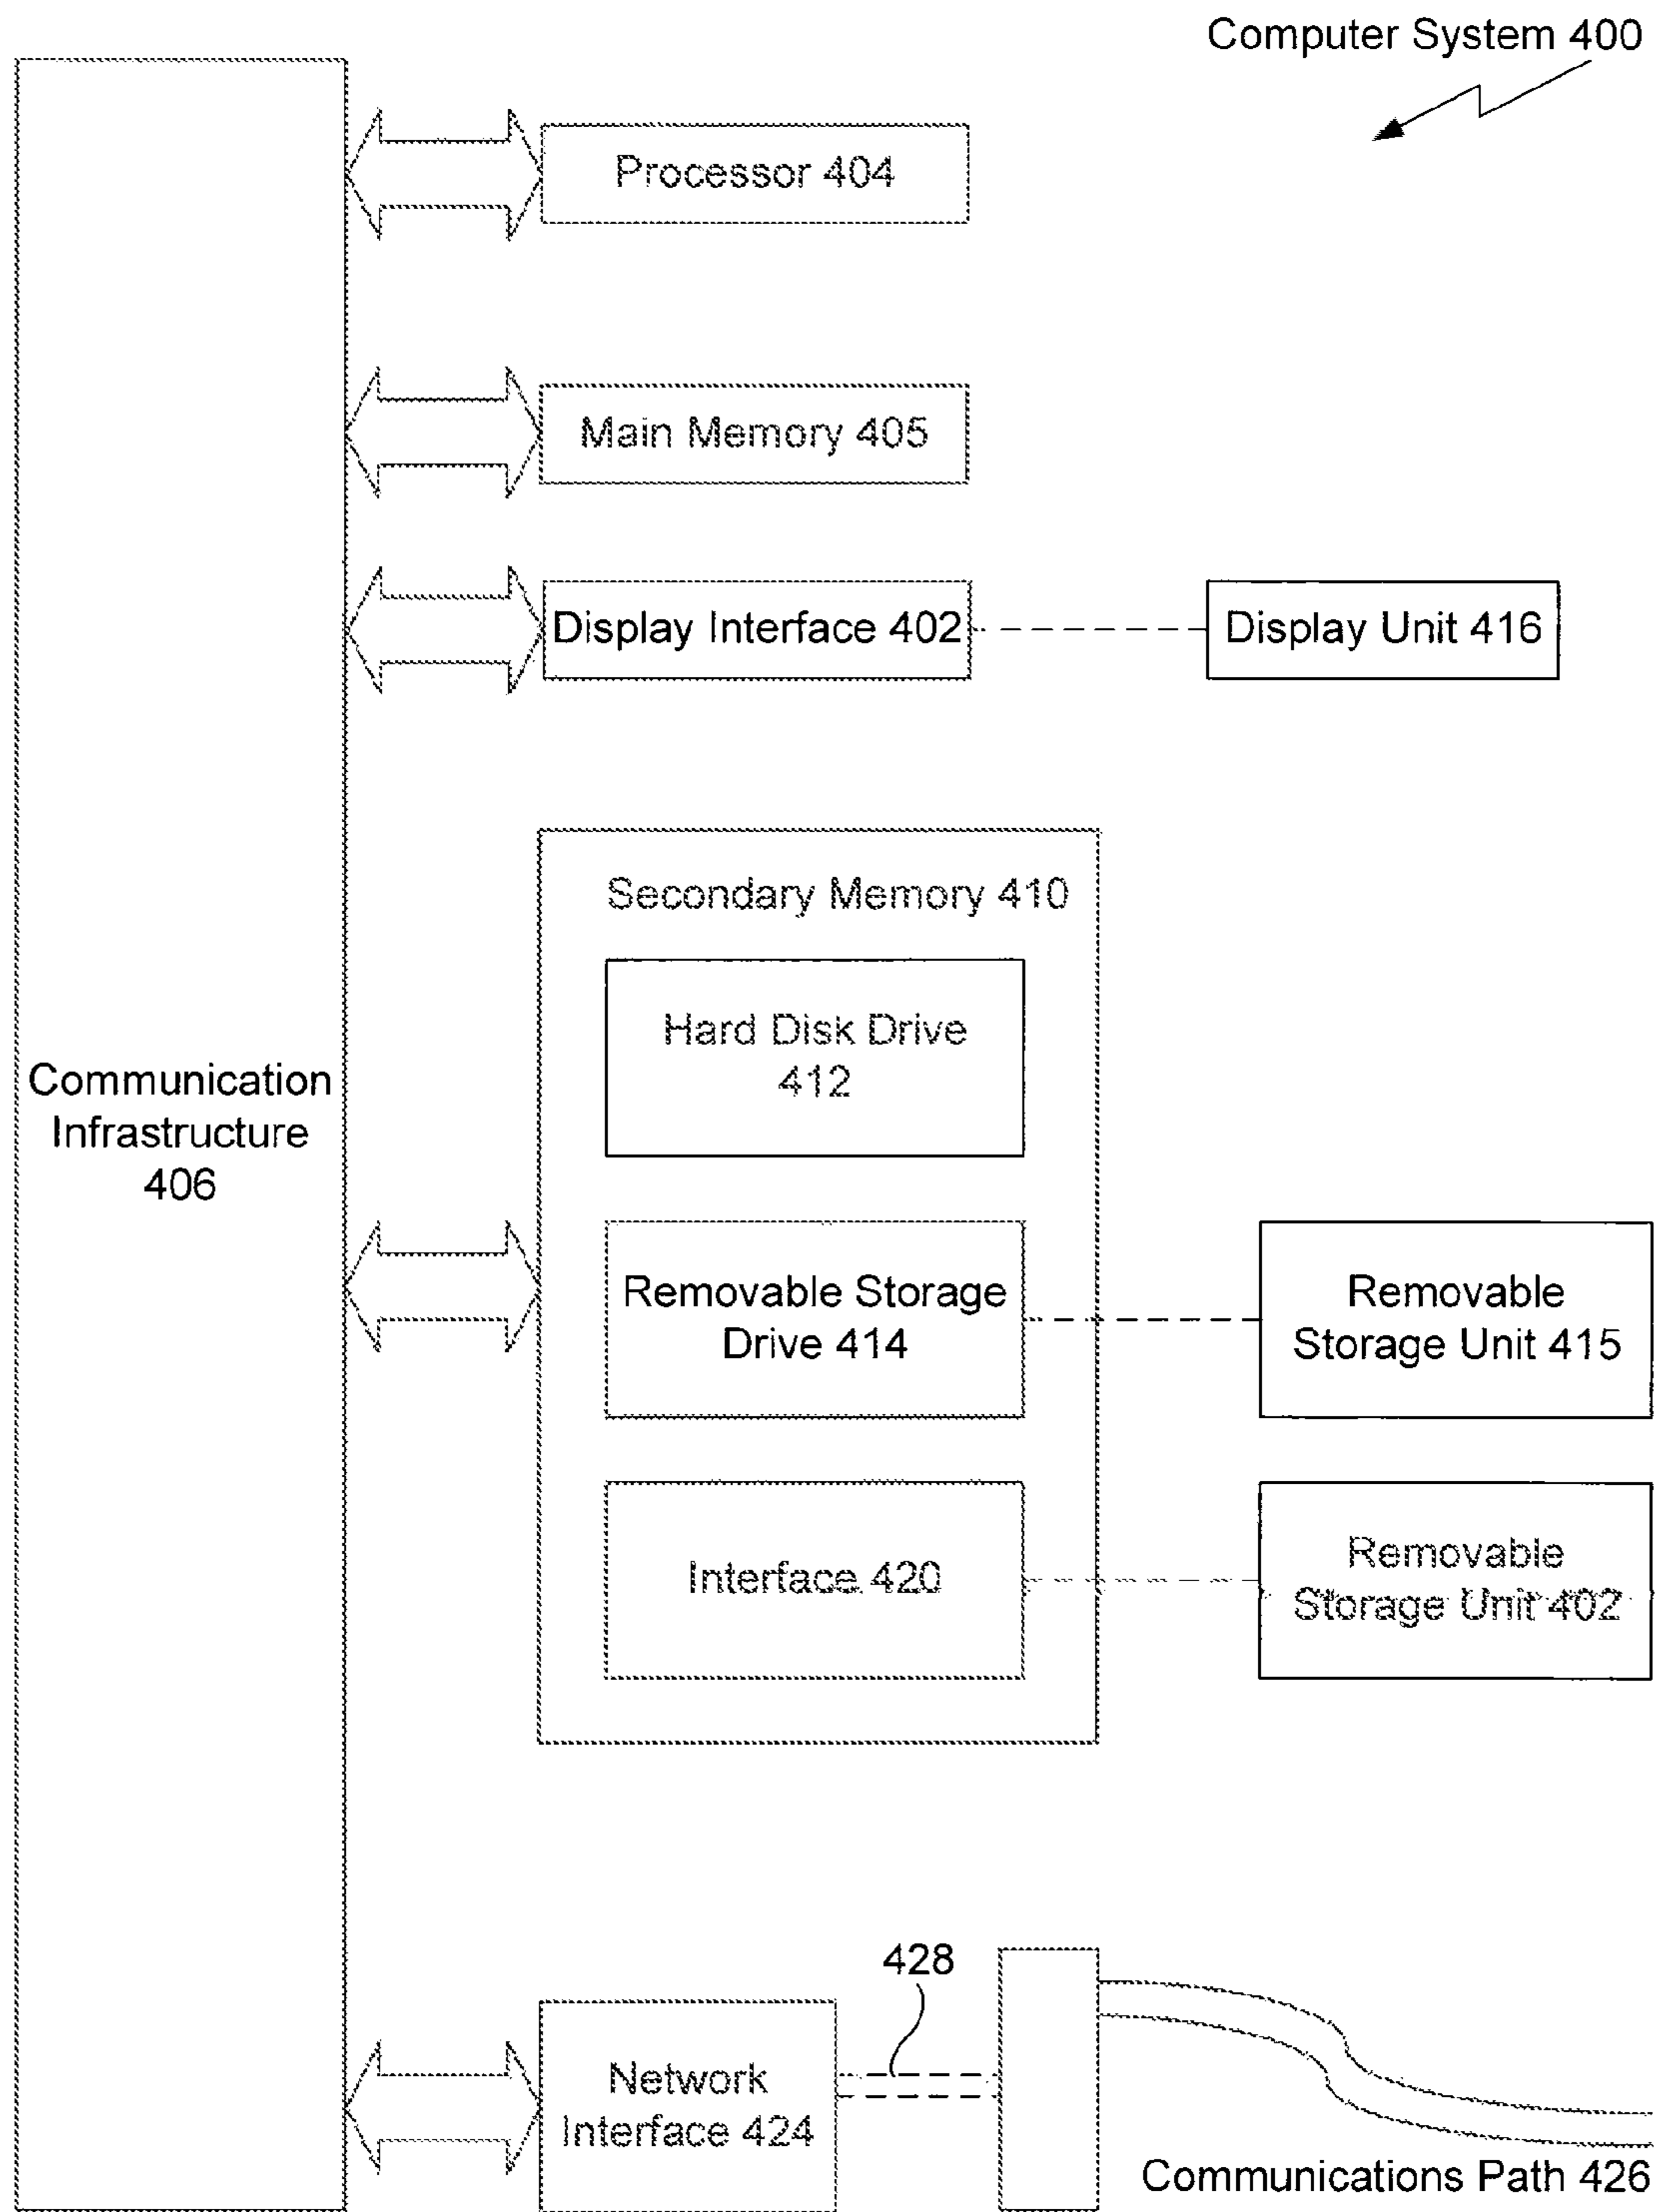 Computer System 400
Processor 404
Main Memory 405
Display Interface 402
Display Unit 416
Secondary Memory 410
Hard Disk Drive
412
Communication
Infrastructure
406
Removable Storage
Drive 414
Removable
Storage Unit 415
Interface 420
Removable
Storage Unit 402
428
Network
Interface 424
Communications Path 426